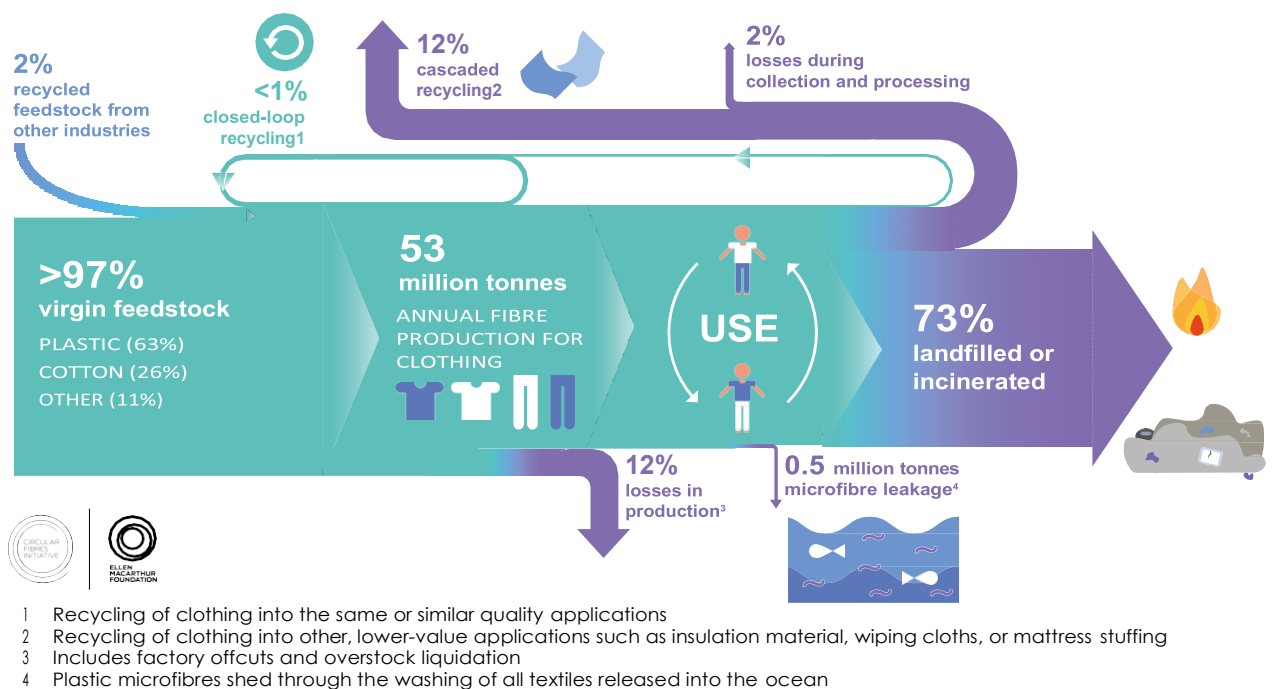 2%
recycled
feedstock from
other industries
<1%
closed-loop
recycling1
12%
cascaded
recycling2
2%
losses during
collection and processing
>97%
virgin feedstock
PLASTIC (63%)
COTTON (26%)
OTHER (11%)
53
million tonnes
ANNUAL FIBRE
PRODUCTION FOR
CLOTHING
USE
73%
landfilled or
incinerated
12%
losses in
production³
0.5 million tonnes
microfibre leakage⁴
CIRCULAR
FIBRES
INITIATIVE
ELLEN
MACARTHUR
FOUNDATION
1 Recycling of clothing into the same or similar quality applications
2 Recycling of clothing into other, lower-value applications such as insulation material, wiping cloths, or mattress stuffing
3 Includes factory offcuts and overstock liquidation
4 Plastic microfibres shed through the washing of all textiles released into the ocean